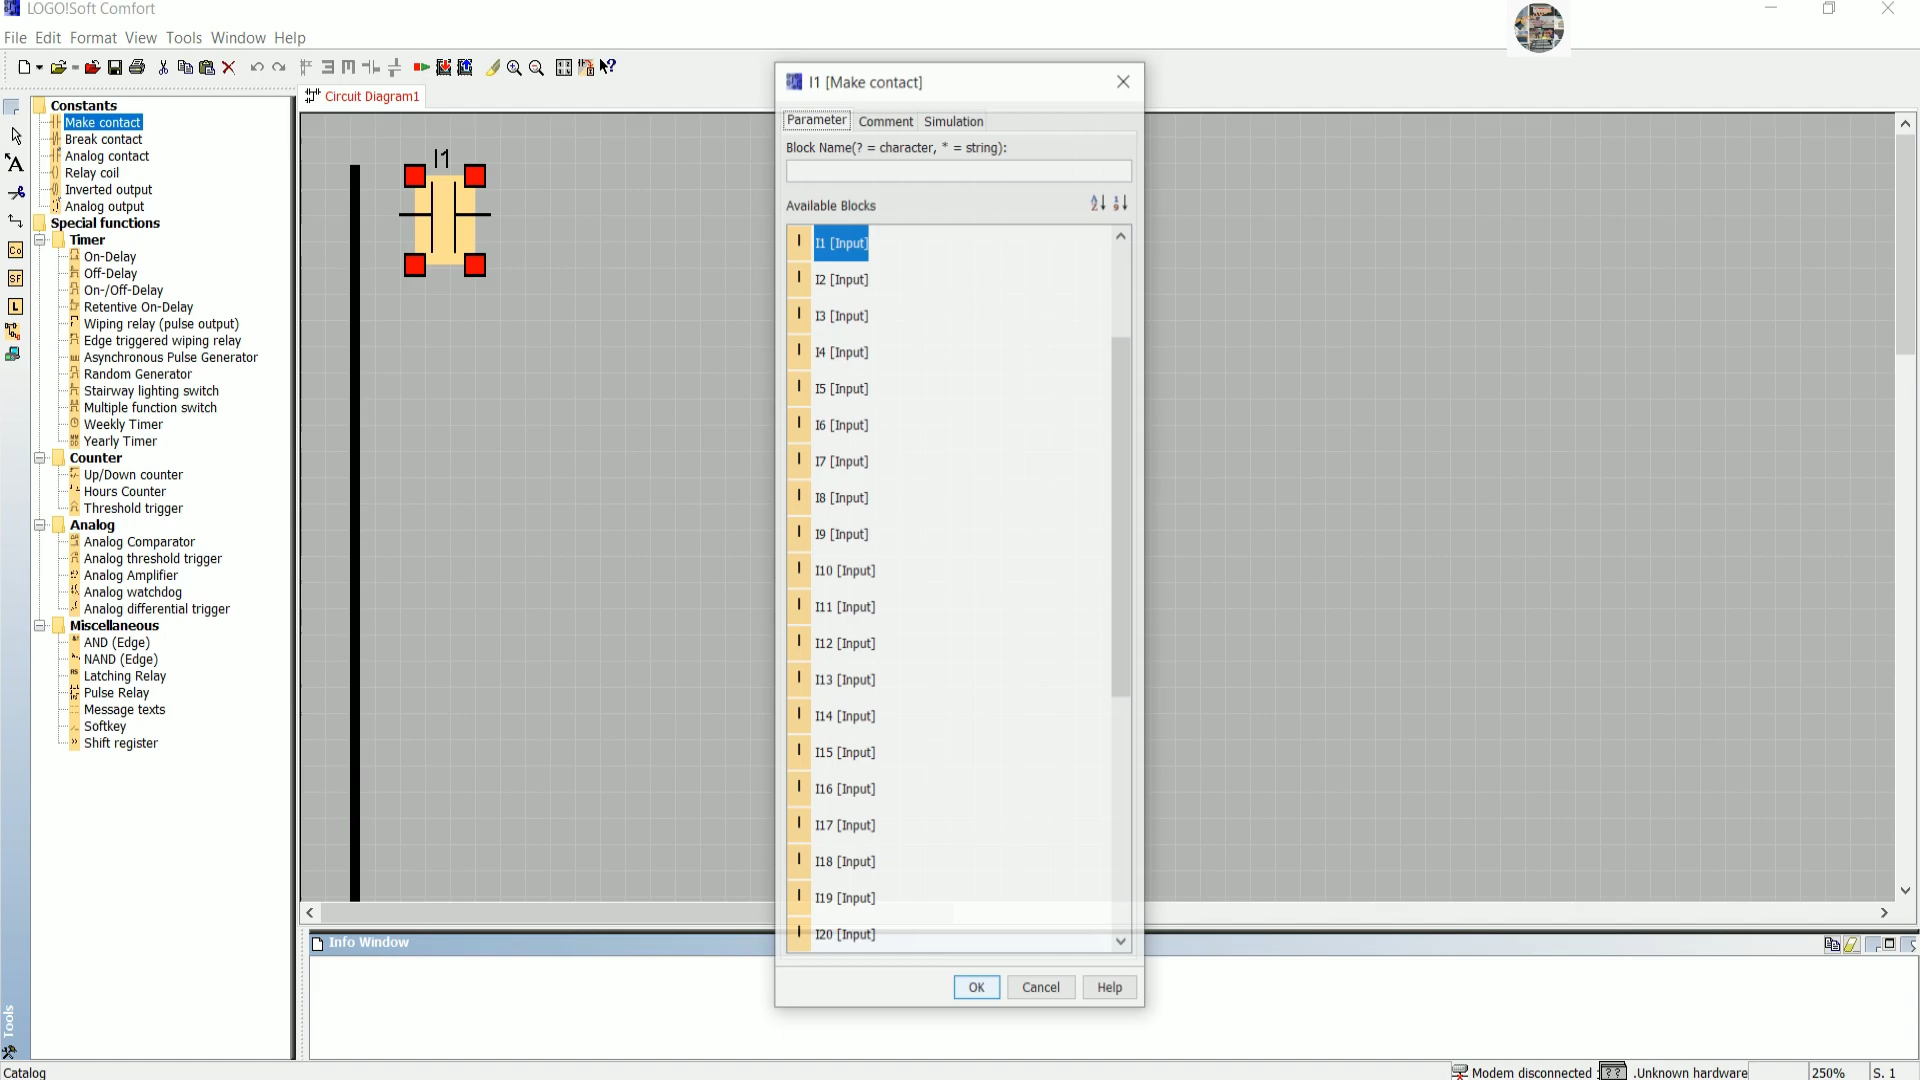 LOGO!Soft Comfort
File Edit Format View Tools Window Help
Circuit Diagram1
Constants
Make contact
Break contact
Analog contact
Relay coil
Inverted output
Analog output
Special functions
Timer
On-Delay
Off-Delay
On-/Off-Delay
Retentive On-Delay
Wiping relay (pulse output)
Edge triggered wiping relay
Asynchronous Pulse Generator
Random Generator
Stairway lighting switch
Multiple function switch
Weekly Timer
Yearly Timer
Counter
Up/Down counter
Hours Counter
Threshold trigger
Analog
Analog Comparator
Analog threshold trigger
Analog Amplifier
Analog watchdog
Analog differential trigger
Miscellaneous
AND (Edge)
NAND (Edge)
Latching Relay
Pulse Relay
Message texts
Softkey
Shift register
Co
SF
L
Tools
I1
I1 [Make contact]
Parameter Comment Simulation
Block Name(? = character, * = string):
Available Blocks
I I1 [Input]
I I2 [Input]
I I3 [Input]
I I4 [Input]
I I5 [Input]
I I6 [Input]
I I7 [Input]
I I8 [Input]
I I9 [Input]
I I10 [Input]
I I11 [Input]
I I12 [Input]
I I13 [Input]
I I14 [Input]
I I15 [Input]
I I16 [Input]
I I17 [Input]
I I18 [Input]
I I19 [Input]
I I20 [Input]
OK Cancel Help
Info Window
Catalog
Modem disconnected ?? .Unknown hardware 250% S. 1